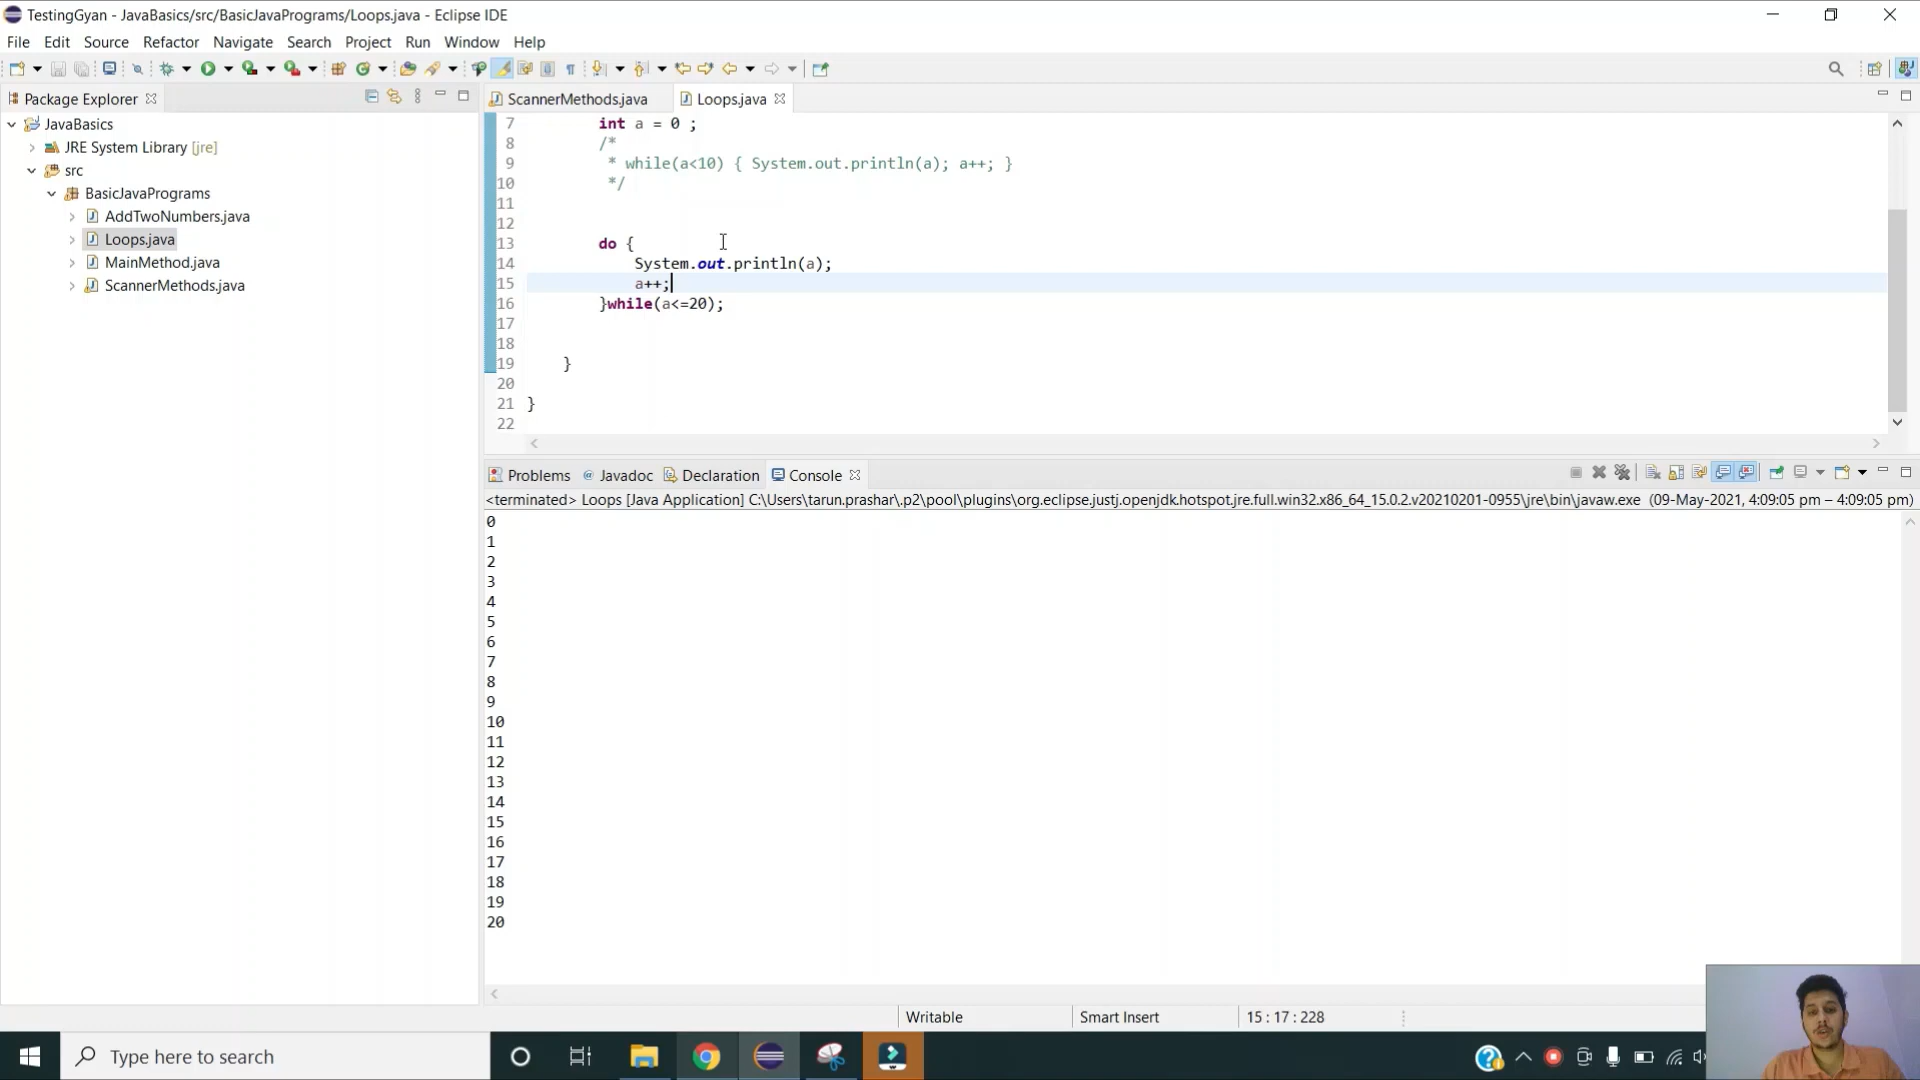 TestingGyan - JavaBasics/src/BasicJavaPrograms/Loops.java - Eclipse IDE
File Edit Source Refactor Navigate Search Project Run Window Help
Package Explorer
JavaBasics
JRE System Library [jre]
src
BasicJavaPrograms
AddTwoNumbers.java
Loops.java
MainMethod.java
ScannerMethods.java
ScannerMethods.java Loops.java
7 int a = 0 ;
8 /*
9 * while(a<10) { System.out.println(a); a++; }
10 */
11
12
13 do {
14 System.out.println(a);
15 a++;
16 }while(a<=20);
17
18
19 }
20
21 }
22
Problems Javadoc Declaration Console
<terminated> Loops [Java Application] C:\Users\tarun.prashar\.p2\pool\plugins\org.eclipse.justj.openjdk.hotspot.jre.full.win32.x86_64_15.0.2.v20210201-0955\jre\bin\javaw.exe (09-May-2021, 4:09:05 pm – 4:09:05 pm)
0
1
2
3
4
5
6
7
8
9
10
11
12
13
14
15
16
17
18
19
20
Writable Smart Insert 15 : 17 : 228
Type here to search